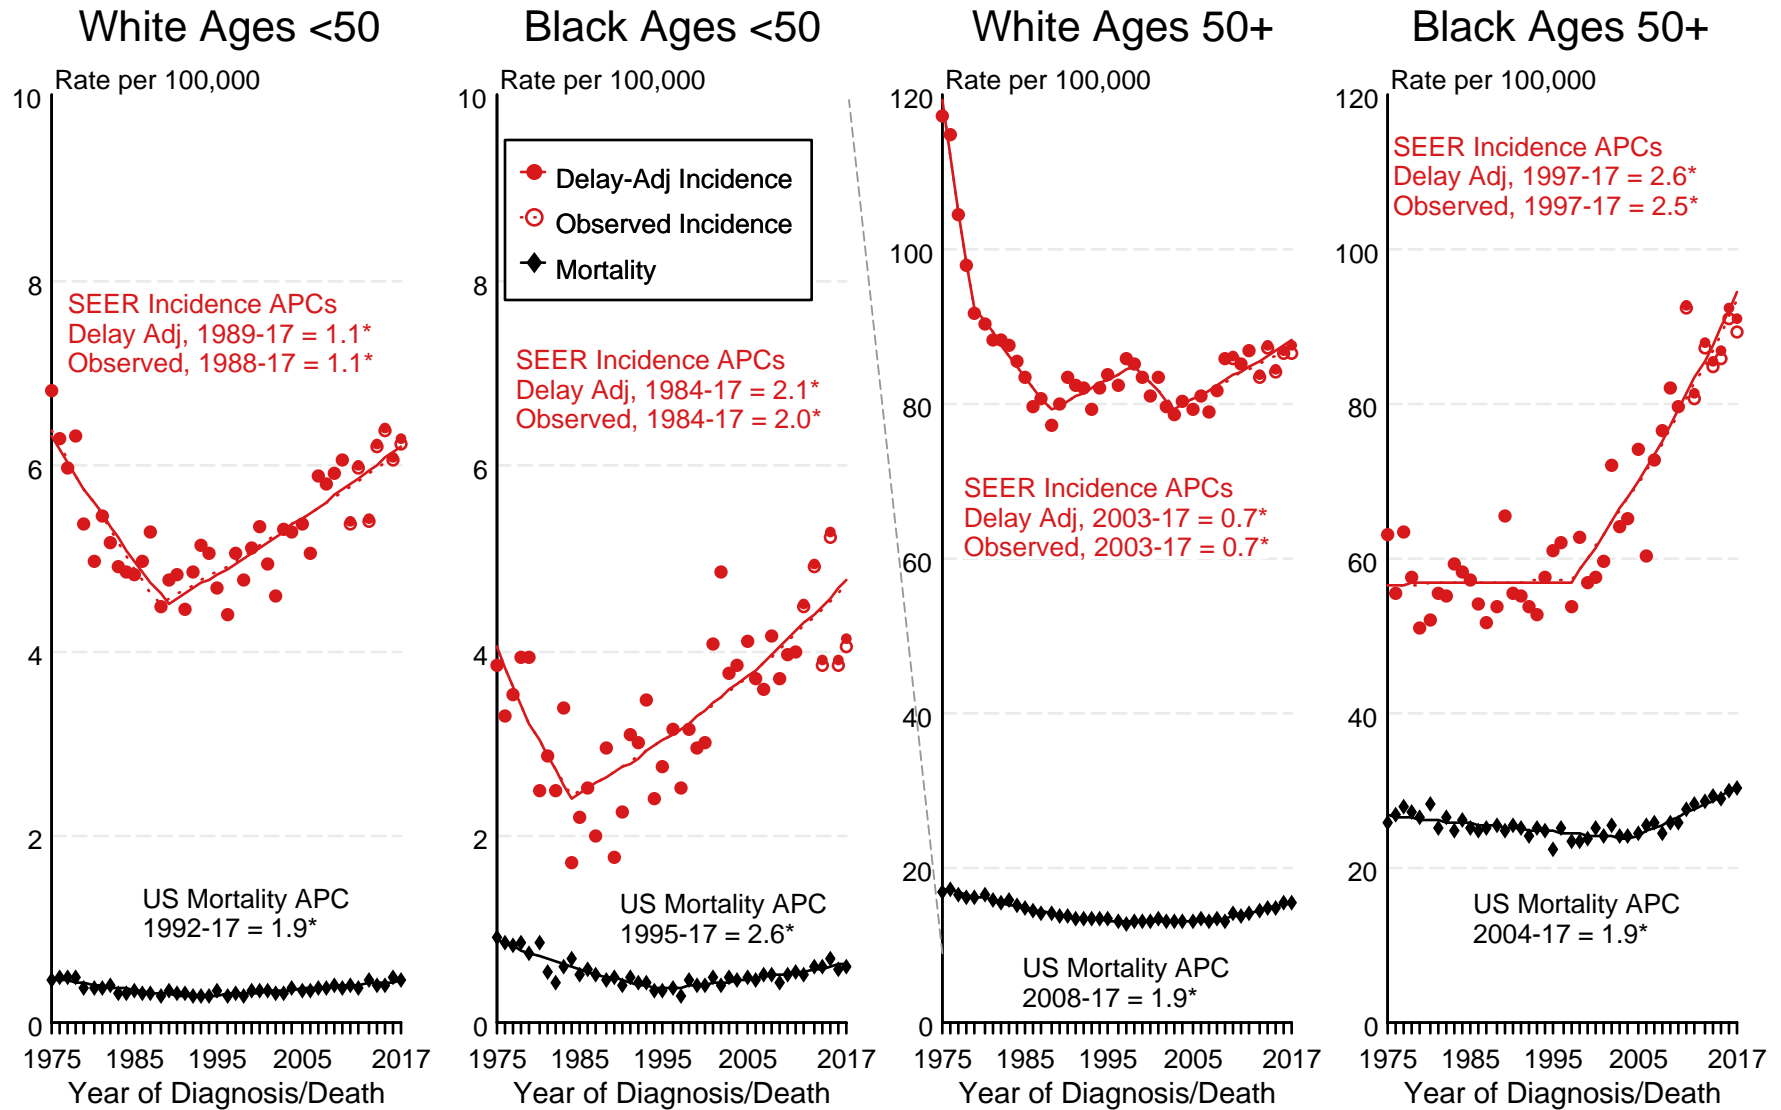 White Ages <50
Rate per 100,000
10
8
6
4
2
0
SEER Incidence APCs
Delay Adj, 1989-17 = 1.1*
Observed, 1988-17 = 1.1*
US Mortality APC
1992-17 = 1.9*
1975 1985 1995 2005 2017
Year of Diagnosis/Death
Black Ages <50
Rate per 100,000
10
8
6
4
2
0
Delay-Adj Incidence
Observed Incidence
Mortality
SEER Incidence APCs
Delay Adj, 1984-17 = 2.1*
Observed, 1984-17 = 2.0*
US Mortality APC
1995-17 = 2.6*
1975 1985 1995 2005 2017
Year of Diagnosis/Death
White Ages 50+
Rate per 100,000
120
100
80
60
40
20
0
SEER Incidence APCs
Delay Adj, 2003-17 = 0.7*
Observed, 2003-17 = 0.7*
US Mortality APC
2008-17 = 1.9*
1975 1985 1995 2005 2017
Year of Diagnosis/Death
Black Ages 50+
Rate per 100,000
120
100
80
60
40
20
0
SEER Incidence APCs
Delay Adj, 1997-17 = 2.6*
Observed, 1997-17 = 2.5*
US Mortality APC
2004-17 = 1.9*
1975 1985 1995 2005 2017
Year of Diagnosis/Death